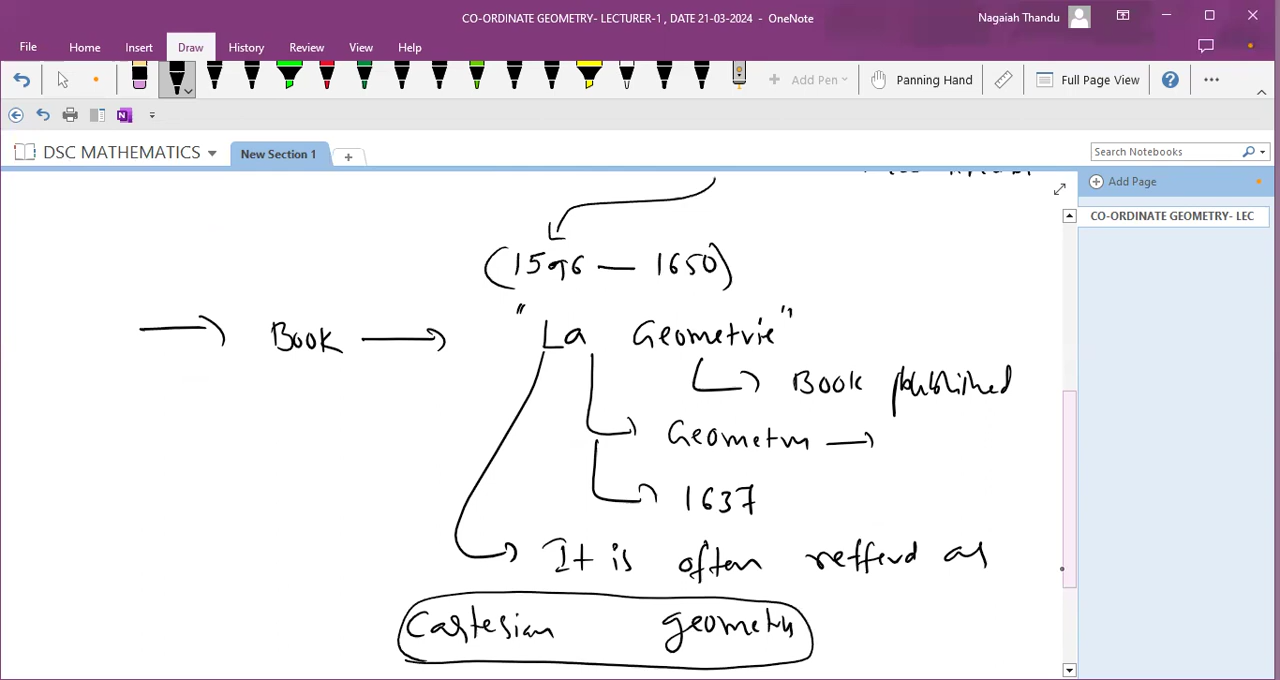 CO-ORDINATE GEOMETRY- LECTURER-1 , DATE 21-03-2024 - OneNote
Nagaiah Thandu
File Home Insert Draw History Review View Help
Add Pen Panning Hand Full Page View
DSC MATHEMATICS New Section 1 Search Notebooks
Add Page
CO-ORDINATE GEOMETRY- LEC
(1596 — 1650)
Book "La Geometrie"
Book published
Geometry
1637
It is often refferd as
Cartesian geometry